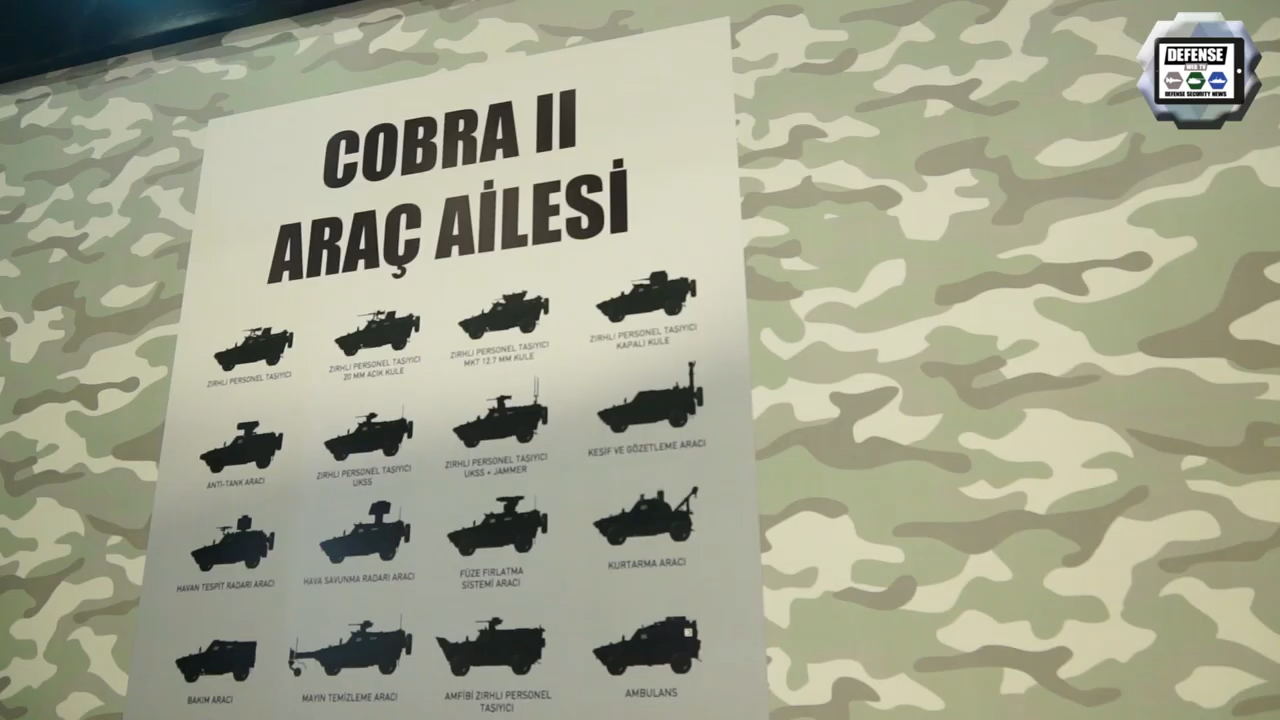 COBRA II
ARAÇ AİLESİ
ZIRHLI PERSONEL TAŞIYICI
ZIRHLI PERSONEL TAŞIYICI
20 MM AÇIK KULE
ZIRHLI PERSONEL TAŞIYICI
MKT 12.7 MM KULE
ZIRHLI PERSONEL TAŞIYICI
KAPALI KULE
ANTİ-TANK ARACI
ZIRHLI PERSONEL TAŞIYICI
UKSS
ZIRHLI PERSONEL TAŞIYICI
UKSS + JAMMER
KEŞİF VE GÖZETLEME ARACI
HAVAN TESPİT RADARI ARACI
HAVA SAVUNMA RADARI ARACI
FÜZE FIRLATMA
SİSTEMİ ARACI
KURTARMA ARACI
BAKIM ARACI
MAYIN TEMİZLEME ARACI
AMFİBİ ZIRHLI PERSONEL
TAŞIYICI
AMBULANS
DEFENSE
WEB TV
DEFENSE SECURITY NEWS